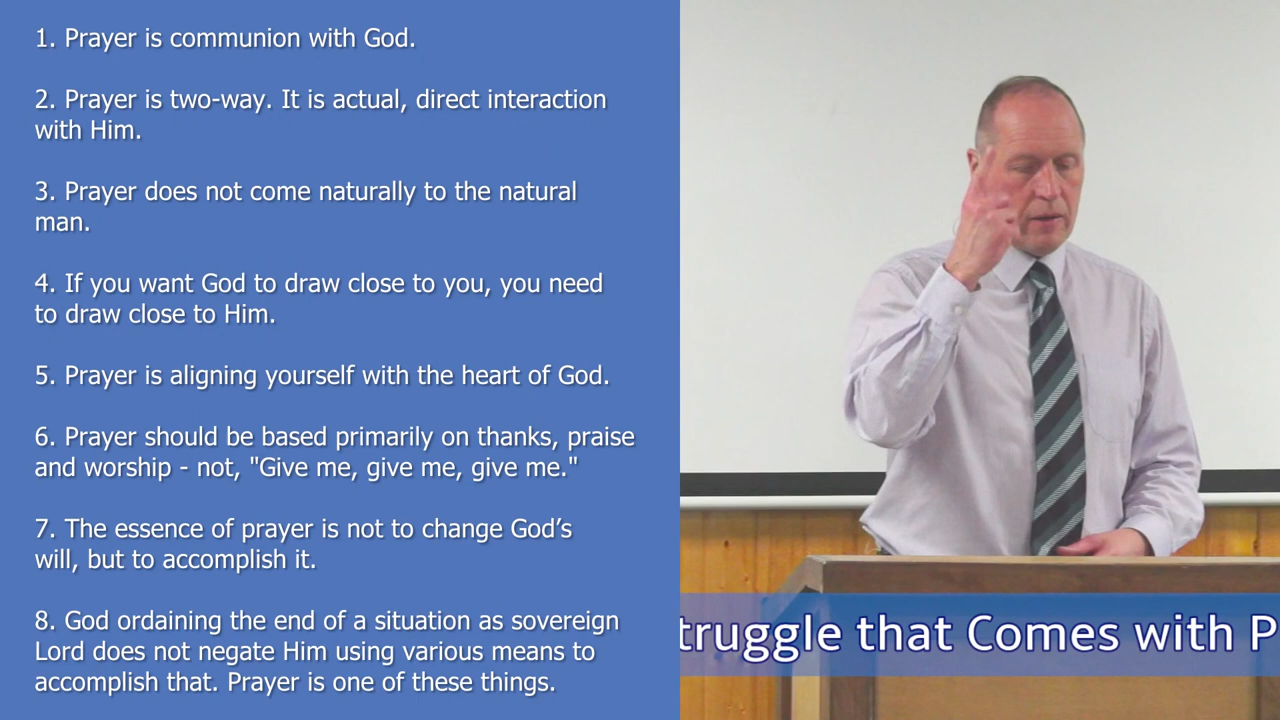 1. Prayer is communion with God.
2. Prayer is two-way. It is actual, direct interaction
with Him.
3. Prayer does not come naturally to the natural
man.
4. If you want God to draw close to you, you need
to draw close to Him.
5. Prayer is aligning yourself with the heart of God.
6. Prayer should be based primarily on thanks, praise
and worship - not, "Give me, give me, give me."
7. The essence of prayer is not to change God’s
will, but to accomplish it.
8. God ordaining the end of a situation as sovereign
Lord does not negate Him using various means to
accomplish that. Prayer is one of these things.
truggle that Comes with P